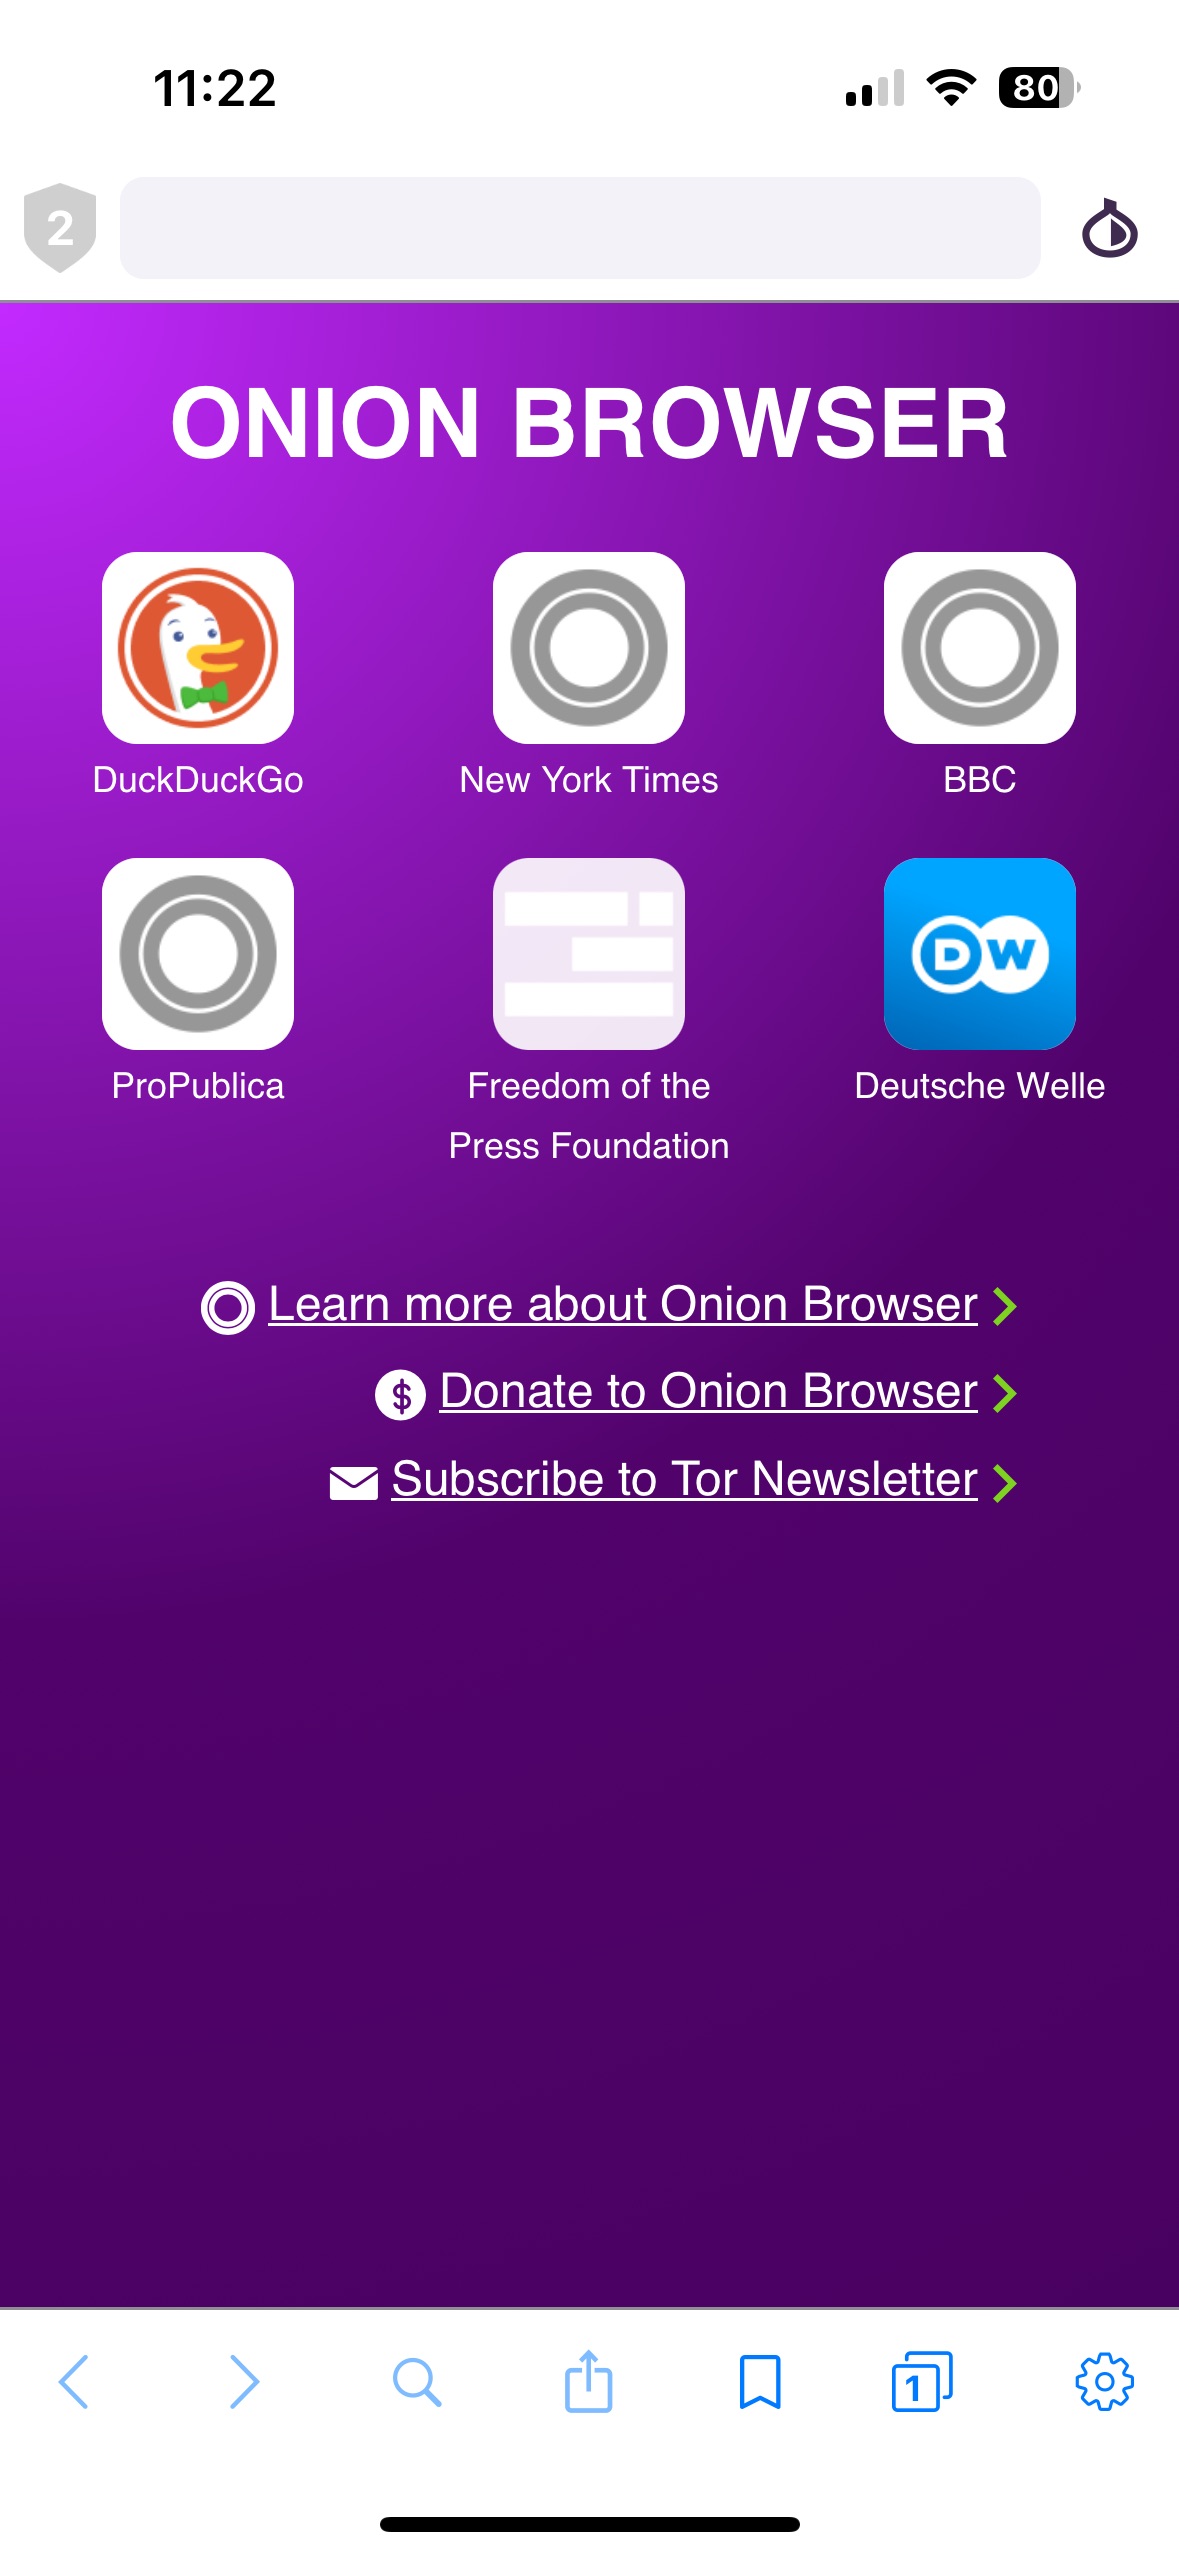 11:22
80
2
ONION BROWSER
DuckDuckGo
New York Times
BBC
ProPublica
Freedom of the
Press Foundation
DW
Deutsche Welle
Learn more about Onion Browser
$ Donate to Onion Browser
Subscribe to Tor Newsletter
1